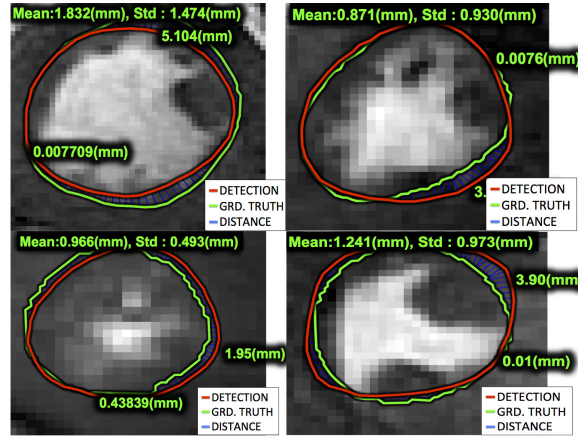 Mean:1.832(mm), Std : 1.474(mm)
5.104(mm)
0.007709(mm)
DETECTION
GRD. TRUTH
DISTANCE
Mean:0.871(mm), Std : 0.930(mm)
0.0076(mm)
3.
DETECTION
GRD. TRUTH
DISTANCE
Mean:0.966(mm), Std : 0.493(mm)
1.95(mm)
0.43839(mm)
DETECTION
GRD. TRUTH
DISTANCE
Mean:1.241(mm), Std : 0.973(mm)
3.90(mm)
0.01(mm)
DETECTION
GRD. TRUTH
DISTANCE